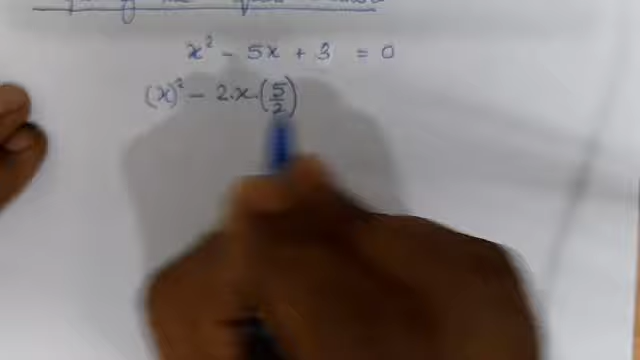 x² - 5x + 3 = 0
(x)² - 2·x·(5/2)